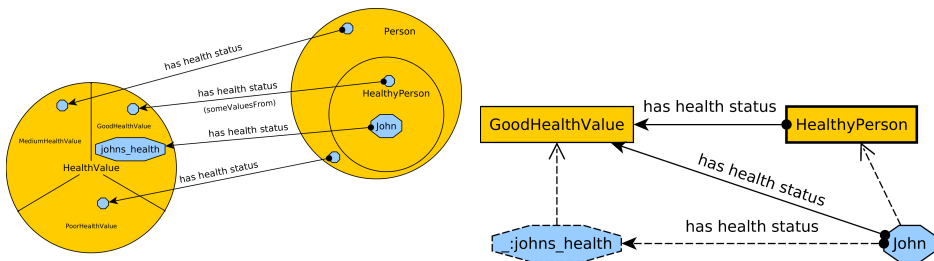 Person
has health status
has health status
(someValuesFrom)
HealthyPerson
GoodHealthValue
MediumHealthValue
has health status
John
johns_health
HealthValue
has health status
PoorHealthValue
has health status
GoodHealthValue
HealthyPerson
has health status
has health status
_:johns_health
John